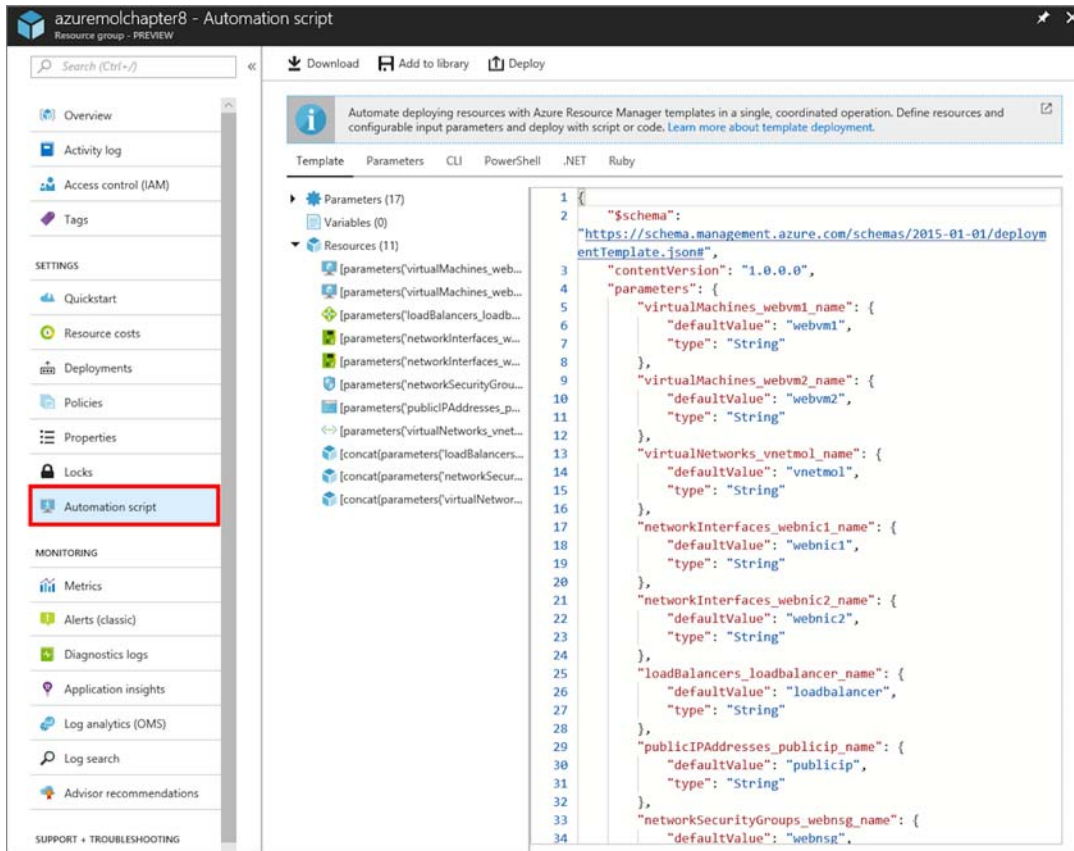 azuremolchapter8 - Automation script
Resource group - PREVIEW
Search (Ctrl+/)
Overview
Activity log
Access control (IAM)
Tags
SETTINGS
Quickstart
Resource costs
Deployments
Policies
Properties
Locks
Automation script
MONITORING
Metrics
Alerts (classic)
Diagnostics logs
Application insights
Log analytics (OMS)
Log search
Advisor recommendations
SUPPORT + TROUBLESHOOTING
Download Add to library Deploy
Automate deploying resources with Azure Resource Manager templates in a single, coordinated operation. Define resources and
configurable input parameters and deploy with script or code. Learn more about template deployment.
Template Parameters CLI PowerShell .NET Ruby
Parameters (17)
Variables (0)
Resources (11)
[parameters('virtualMachines_web...
[parameters('virtualMachines_web...
[parameters('loadBalancers_loadb...
[parameters('networkInterfaces_w...
[parameters('networkInterfaces_w...
[parameters('networkSecurityGrou...
[parameters('publicIPAddresses_p...
[parameters('virtualNetworks_vnet...
[concat(parameters('loadBalancers...
[concat(parameters('networkSecur...
[concat(parameters('virtualNetwor...
1 {
2 "$schema":
"https://schema.management.azure.com/schemas/2015-01-01/deploym
entTemplate.json#",
3 "contentVersion": "1.0.0.0",
4 "parameters": {
5 "virtualMachines_webvm1_name": {
6 "defaultValue": "webvm1",
7 "type": "String"
8 },
9 "virtualMachines_webvm2_name": {
10 "defaultValue": "webvm2",
11 "type": "String"
12 },
13 "virtualNetworks_vnetmol_name": {
14 "defaultValue": "vnetmol",
15 "type": "String"
16 },
17 "networkInterfaces_webnic1_name": {
18 "defaultValue": "webnic1",
19 "type": "String"
20 },
21 "networkInterfaces_webnic2_name": {
22 "defaultValue": "webnic2",
23 "type": "String"
24 },
25 "loadBalancers_loadbalancer_name": {
26 "defaultValue": "loadbalancer",
27 "type": "String"
28 },
29 "publicIPAddresses_publicip_name": {
30 "defaultValue": "publicip",
31 "type": "String"
32 },
33 "networkSecurityGroups_webnsg_name": {
34 "defaultValue": "webnsg",